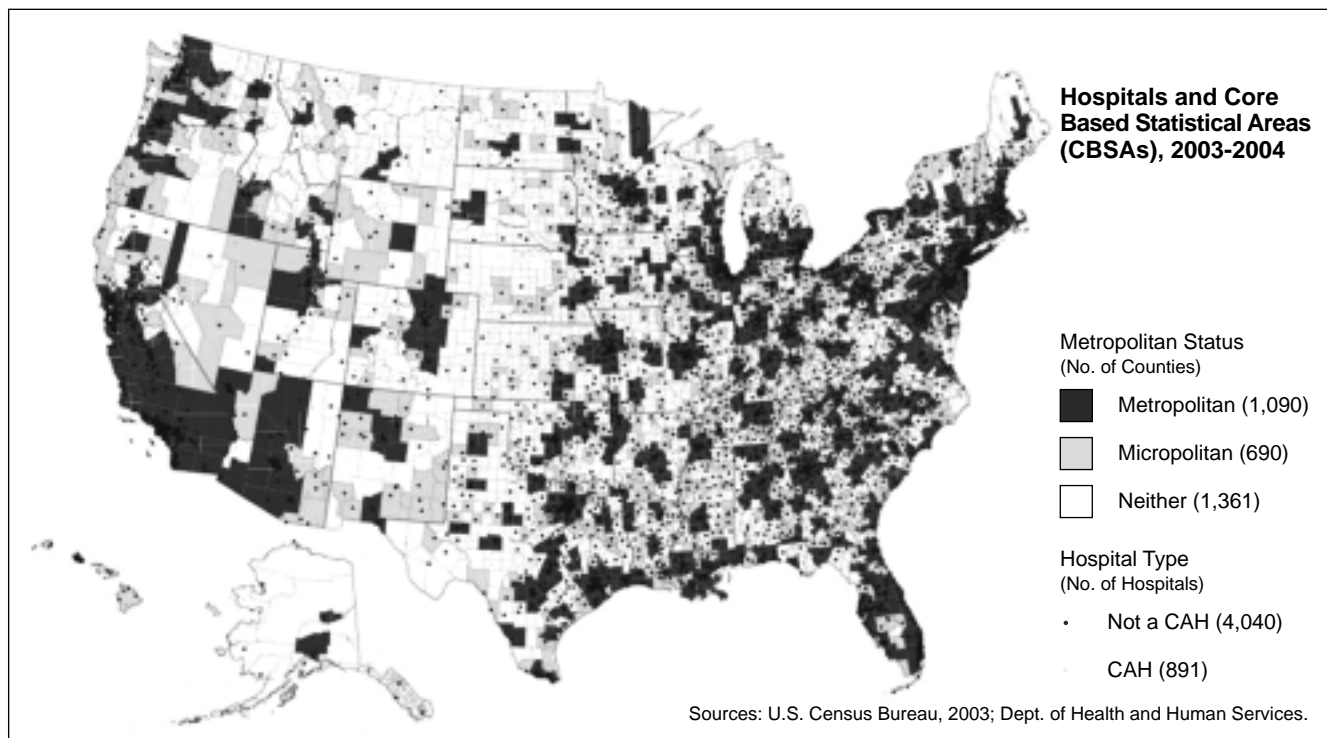 Hospitals and Core
Based Statistical Areas
(CBSAs), 2003-2004
Metropolitan Status
(No. of Counties)
Metropolitan (1,090)
Micropolitan (690)
Neither (1,361)
Hospital Type
(No. of Hospitals)
Not a CAH (4,040)
CAH (891)
Sources: U.S. Census Bureau, 2003; Dept. of Health and Human Services.